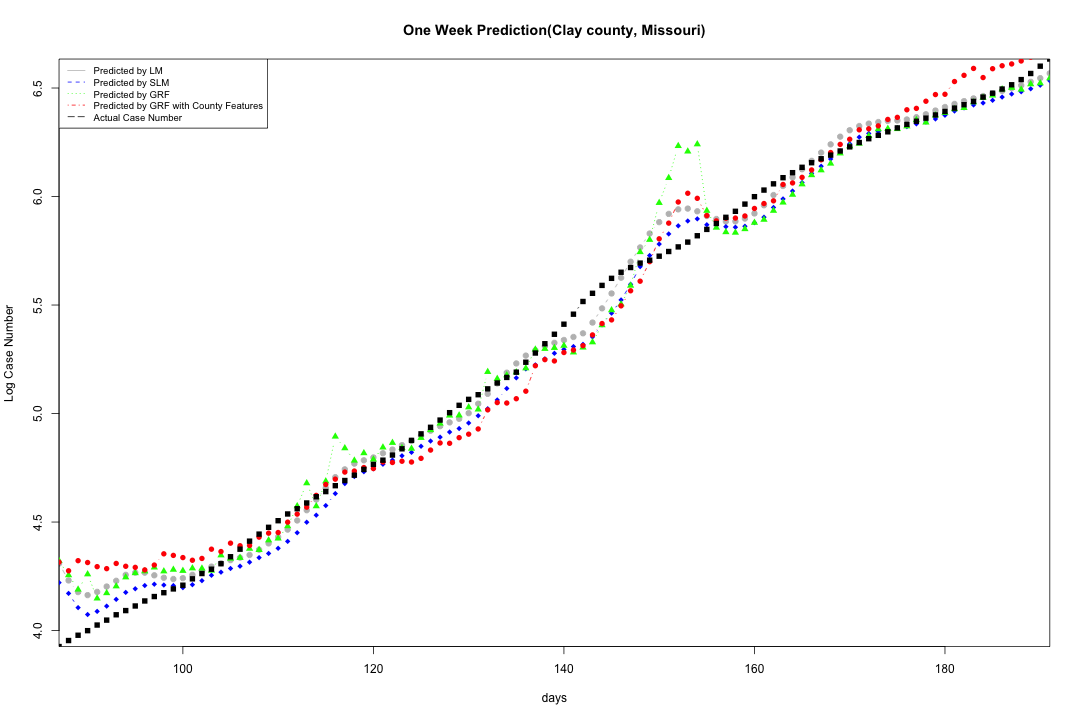 One Week Prediction(Clay county, Missouri)
Predicted by LM
Predicted by SLM
Predicted by GRF
Predicted by GRF with County Features
Actual Case Number
Log Case Number
6.5
6.0
5.5
5.0
4.5
4.0
100 120 140 160 180
days